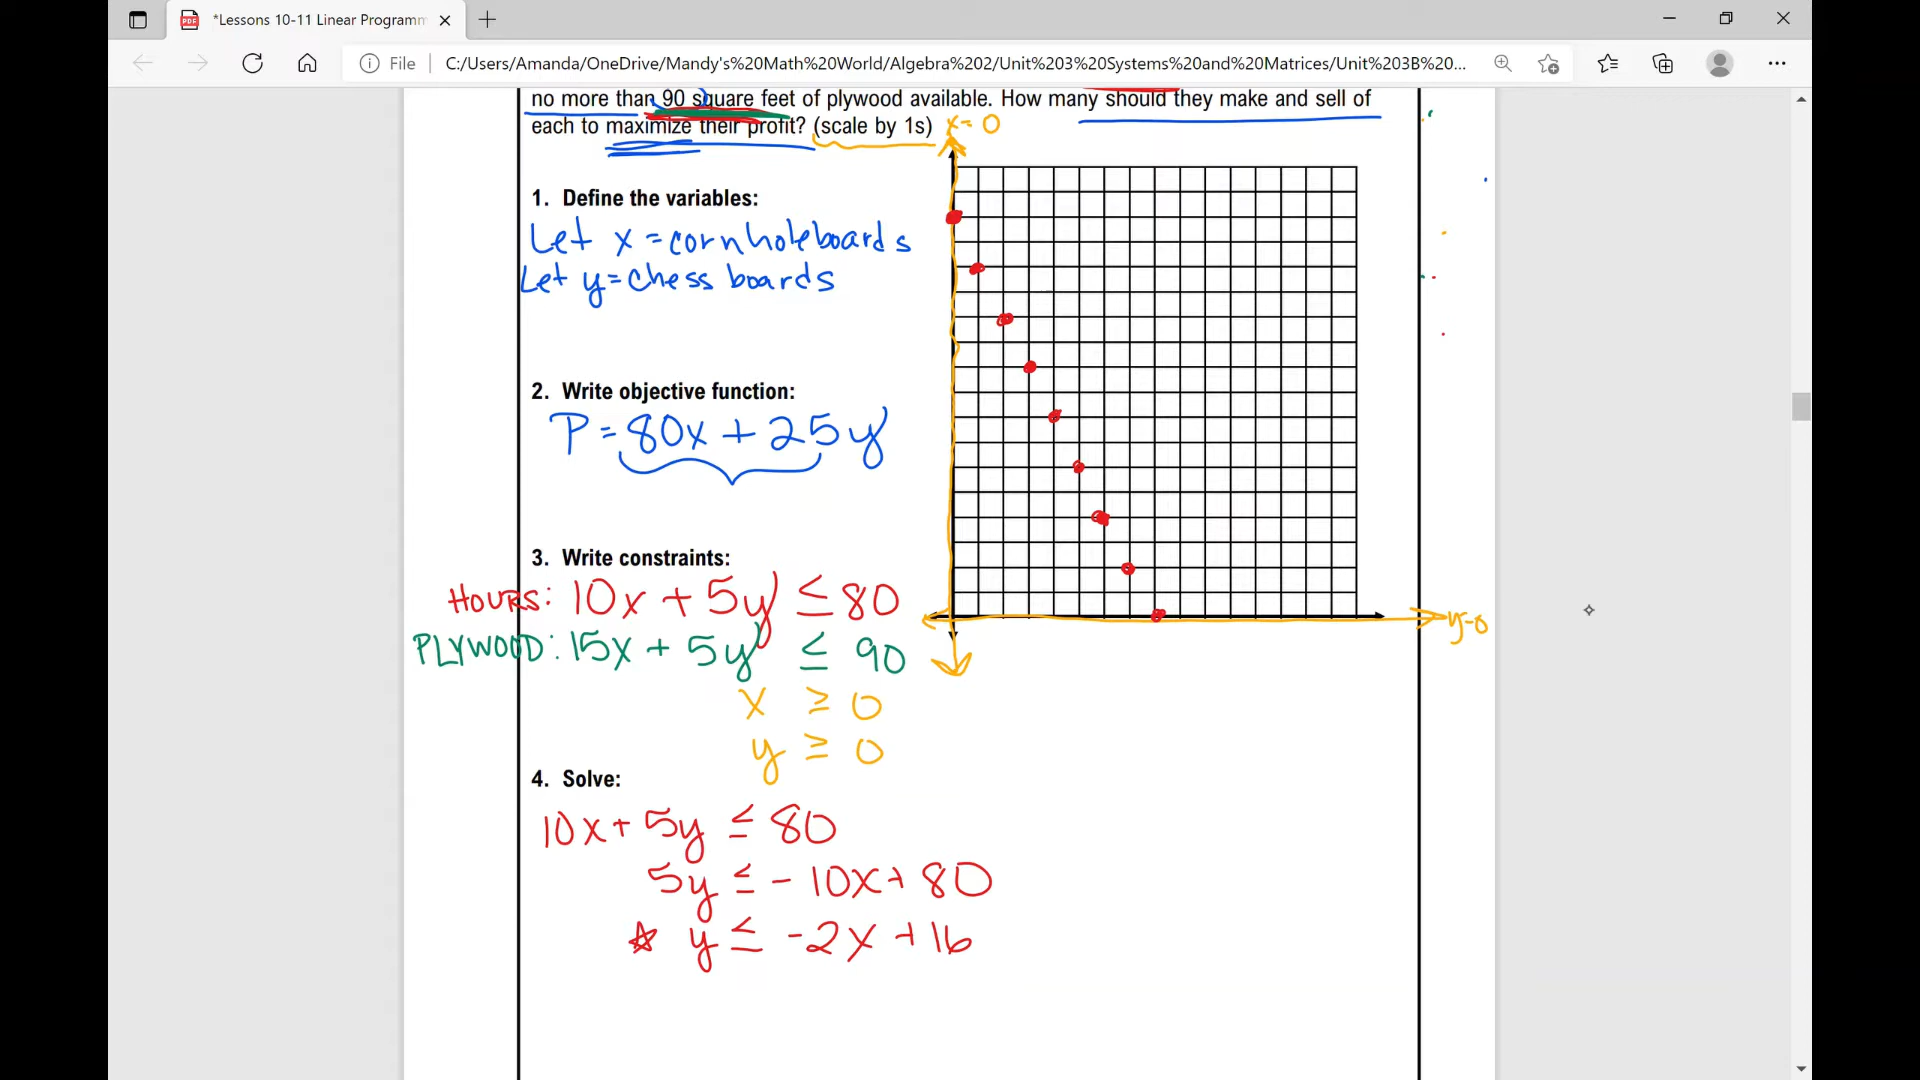 *Lessons 10-11 Linear Programm
File
C:/Users/Amanda/OneDrive/Mandy's%20Math%20World/Algebra%202/Unit%203%20Systems%20and%20Matrices/Unit%203B%20...
no more than 90 square feet of plywood available. How many should they make and sell of
each to maximize their profit? (scale by 1s) x=0
1. Define the variables:
Let x = cornholeboards
Let y = chess boards
2. Write objective function:
P = 80x + 25y
3. Write constraints:
HOURS: 10x + 5y ≤ 80
y=0
PLYWOOD: 15x + 5y ≤ 90
x ≥ 0
y ≥ 0
4. Solve:
10x + 5y ≤ 80
5y ≤ -10x + 80
y ≤ -2x + 16